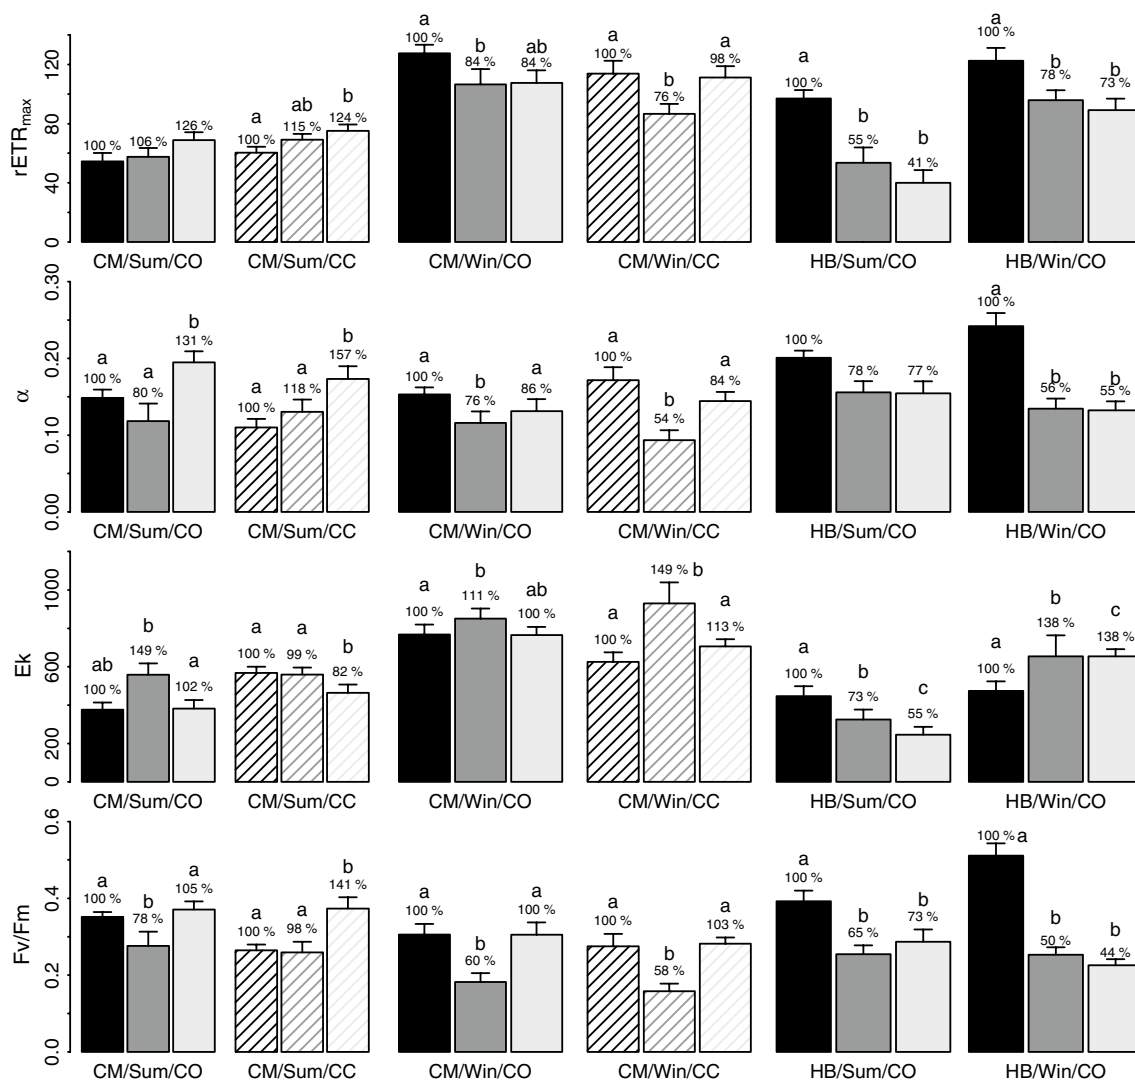 rETRmax
0 40 80 120
a a a
100 % b ab 100 % 98 % a 100 % b b
84 % 84 % b 100 % 78 % 73 %
a ab b 76 %
100 % 106 % 126 % 100 % 115 % 124 % b b
55 % 41 %
CM/Sum/CO CM/Sum/CC CM/Win/CO CM/Win/CC HB/Sum/CO HB/Win/CO
α
0.00 0.10 0.20 0.30
a a b a a b a b a a b a a b b
100 % 80 % 131 % 100 % 118 % 157 % 100 % 76 % 86 % 100 % 54 % 84 % 100 % 78 % 77 % 100 % 56 % 55 %
CM/Sum/CO CM/Sum/CC CM/Win/CO CM/Win/CC HB/Sum/CO HB/Win/CO
Ek
0 200 600 1000
ab b a a a b a b ab a b a a b c a b c
100 % 149 % 102 % 100 % 99 % 82 % 100 % 111 % 100 % 100 % 149 % 113 % 100 % 73 % 55 % 100 % 138 % 138 %
CM/Sum/CO CM/Sum/CC CM/Win/CO CM/Win/CC HB/Sum/CO HB/Win/CO
Fv/Fm
0.0 0.2 0.4 0.6
a b a a a b a b a a b a a b b a b b
100 % 78 % 105 % 100 % 98 % 141 % 100 % 60 % 100 % 100 % 58 % 103 % 100 % 65 % 73 % 100 % 50 % 44 %
CM/Sum/CO CM/Sum/CC CM/Win/CO CM/Win/CC HB/Sum/CO HB/Win/CO